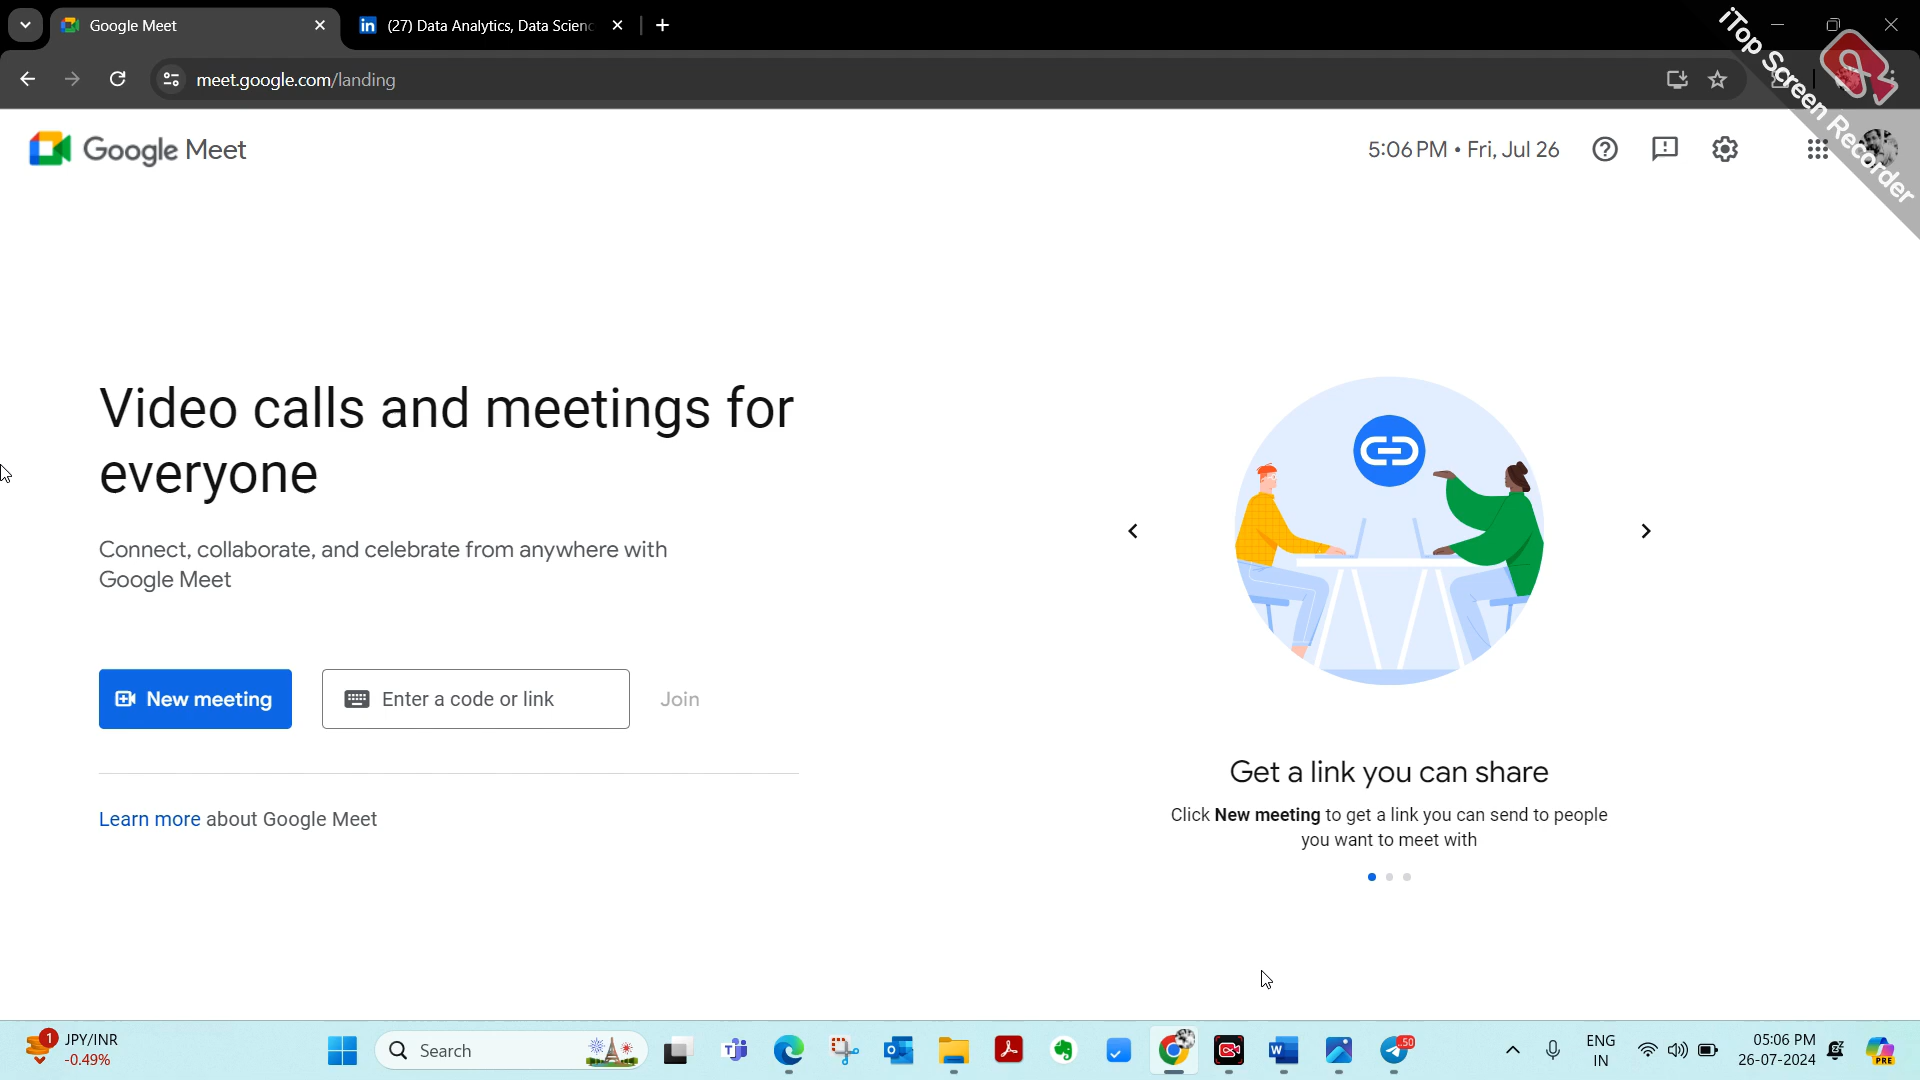 Google Meet
(27) Data Analytics, Data Scienc
meet.google.com/landing
iTop Screen Recorder
Google Meet
5:06 PM • Fri, Jul 26
Video calls and meetings for
everyone
Connect, collaborate, and celebrate from anywhere with
Google Meet
New meeting
Enter a code or link
Join
Learn more about Google Meet
Get a link you can share
Click New meeting to get a link you can send to people
you want to meet with
1
JPY/INR
-0.49%
Search
.50
ENG
IN
05:06 PM
26-07-2024
PRE